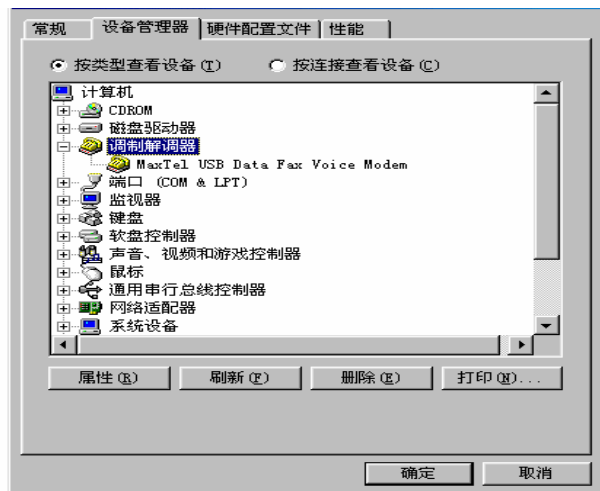 常规 设备管理器 硬件配置文件 性能
按类型查看设备(T) 按连接查看设备(C)
计算机
CDROM
磁盘驱动器
调制解调器
MaxTel USB Data Fax Voice Modem
端口 (COM & LPT)
监视器
键盘
软盘控制器
声音、视频和游戏控制器
鼠标
通用串行总线控制器
网络适配器
系统设备
属性(R) 刷新(F) 删除(E) 打印(N)...
确定 取消